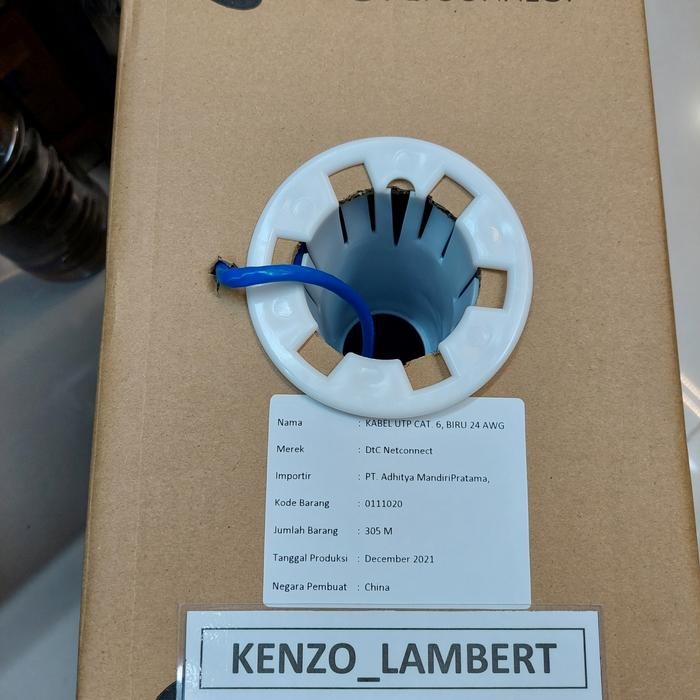 Nama : KABEL UTP CAT. 6, BIRU 24 AWG
Merek : DtC Netconnect
Importir : PT. Adhitya MandiriPratama,
Kode Barang : 0111020
Jumlah Barang : 305 M
Tanggal Produksi : December 2021
Negara Pembuat : China
KENZO_LAMBERT